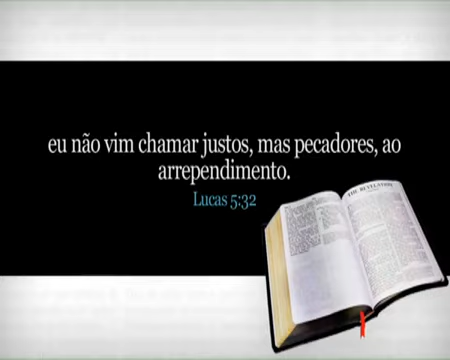 eu não vim chamar justos, mas pecadores, ao
arrependimento.
Lucas 5:32
THE REVELATION